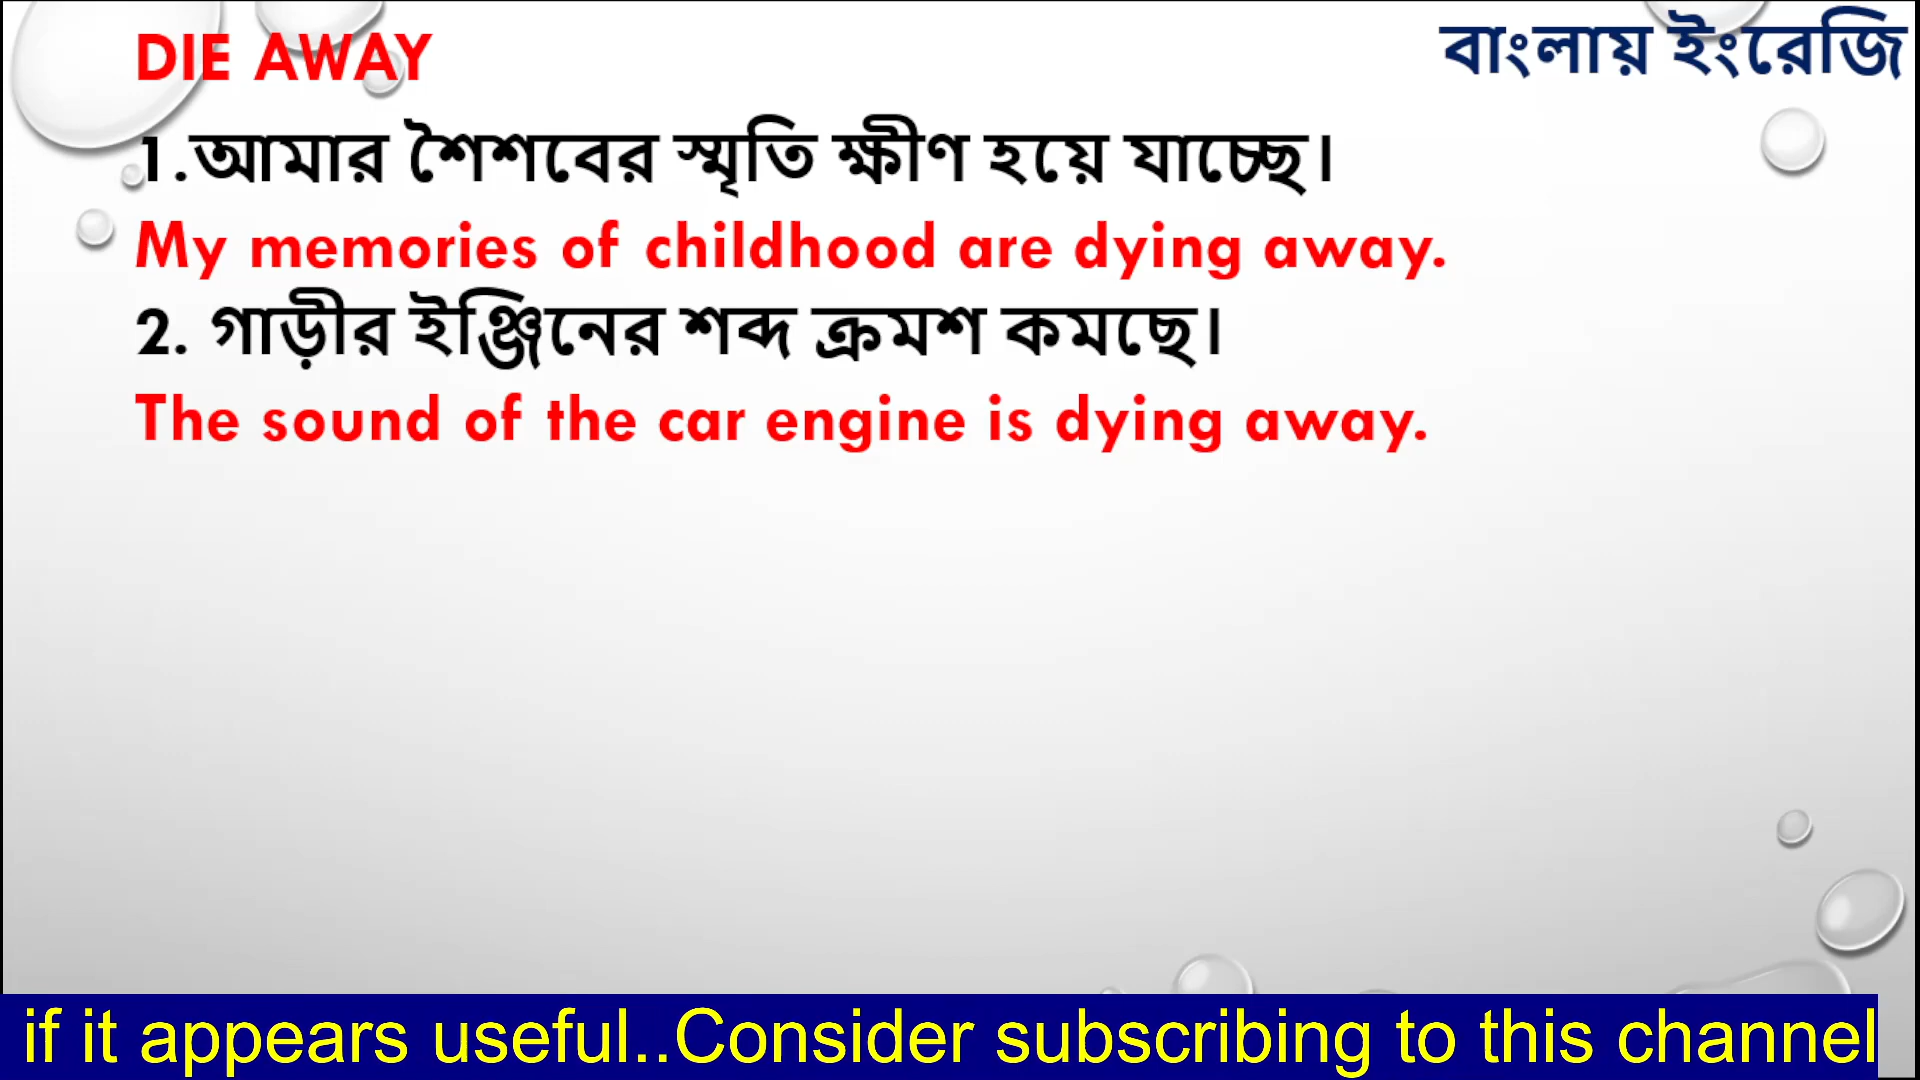 DIE AWAY
বাংলায় ইংরেজি
1.আমার শৈশবের স্মৃতি ক্ষীণ হয়ে যাচ্ছে।
My memories of childhood are dying away.
2. গাড়ীর ইঞ্জিনের শব্দ ক্রমশ কমছে।
The sound of the car engine is dying away.
if it appears useful..Consider subscribing to this channel